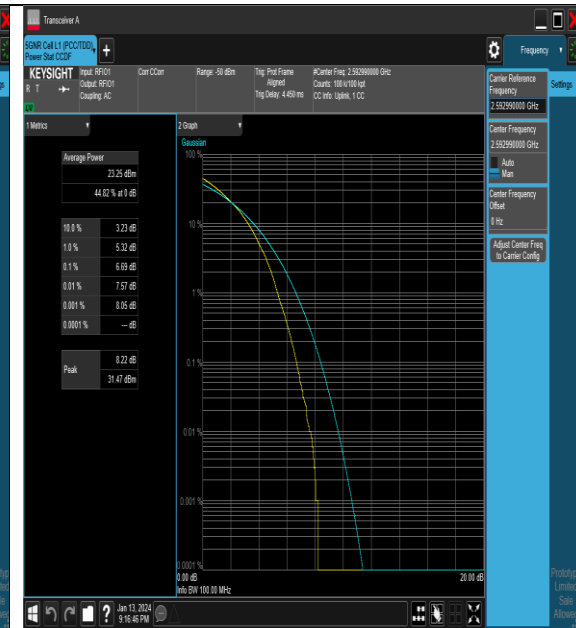 Transceiver A
5GNR Cell L1 (PCC/TDD)
Power Stat CCDF
+
Frequency
KEYSIGHT
R T
LXI
Input: RFIO1
Output: RFIO1
Coupling: AC
Corr CCorr
Range: -50 dBm
Trig: Prot Frame
Aligned
Trig Delay: 4.450 ms
#Center Freq: 2.592990000 GHz
Counts: 100 k/100 kpt
CC Info: Uplink, 1 CC
Carrier Reference
Frequency
2.592990000 GHz
Center Frequency
2.592990000 GHz
Auto
Man
Center Frequency
Offset
0 Hz
Adjust Center Freq
to Carrier Config
Settings
1 Metrics
Average Power
23.25 dBm
44.82 % at 0 dB
10.0 % 3.23 dB
1.0 % 5.32 dB
0.1 % 6.69 dB
0.01 % 7.57 dB
0.001 % 8.05 dB
0.0001 % --- dB
Peak
8.22 dB
31.47 dBm
2 Graph
Gaussian
100 %
10 %
1 %
0.1 %
0.01 %
0.001 %
0.0001 %
0.00 dB
20.00 dB
Info BW 100.00 MHz
?
Jan 13, 2024
9:16:46 PM